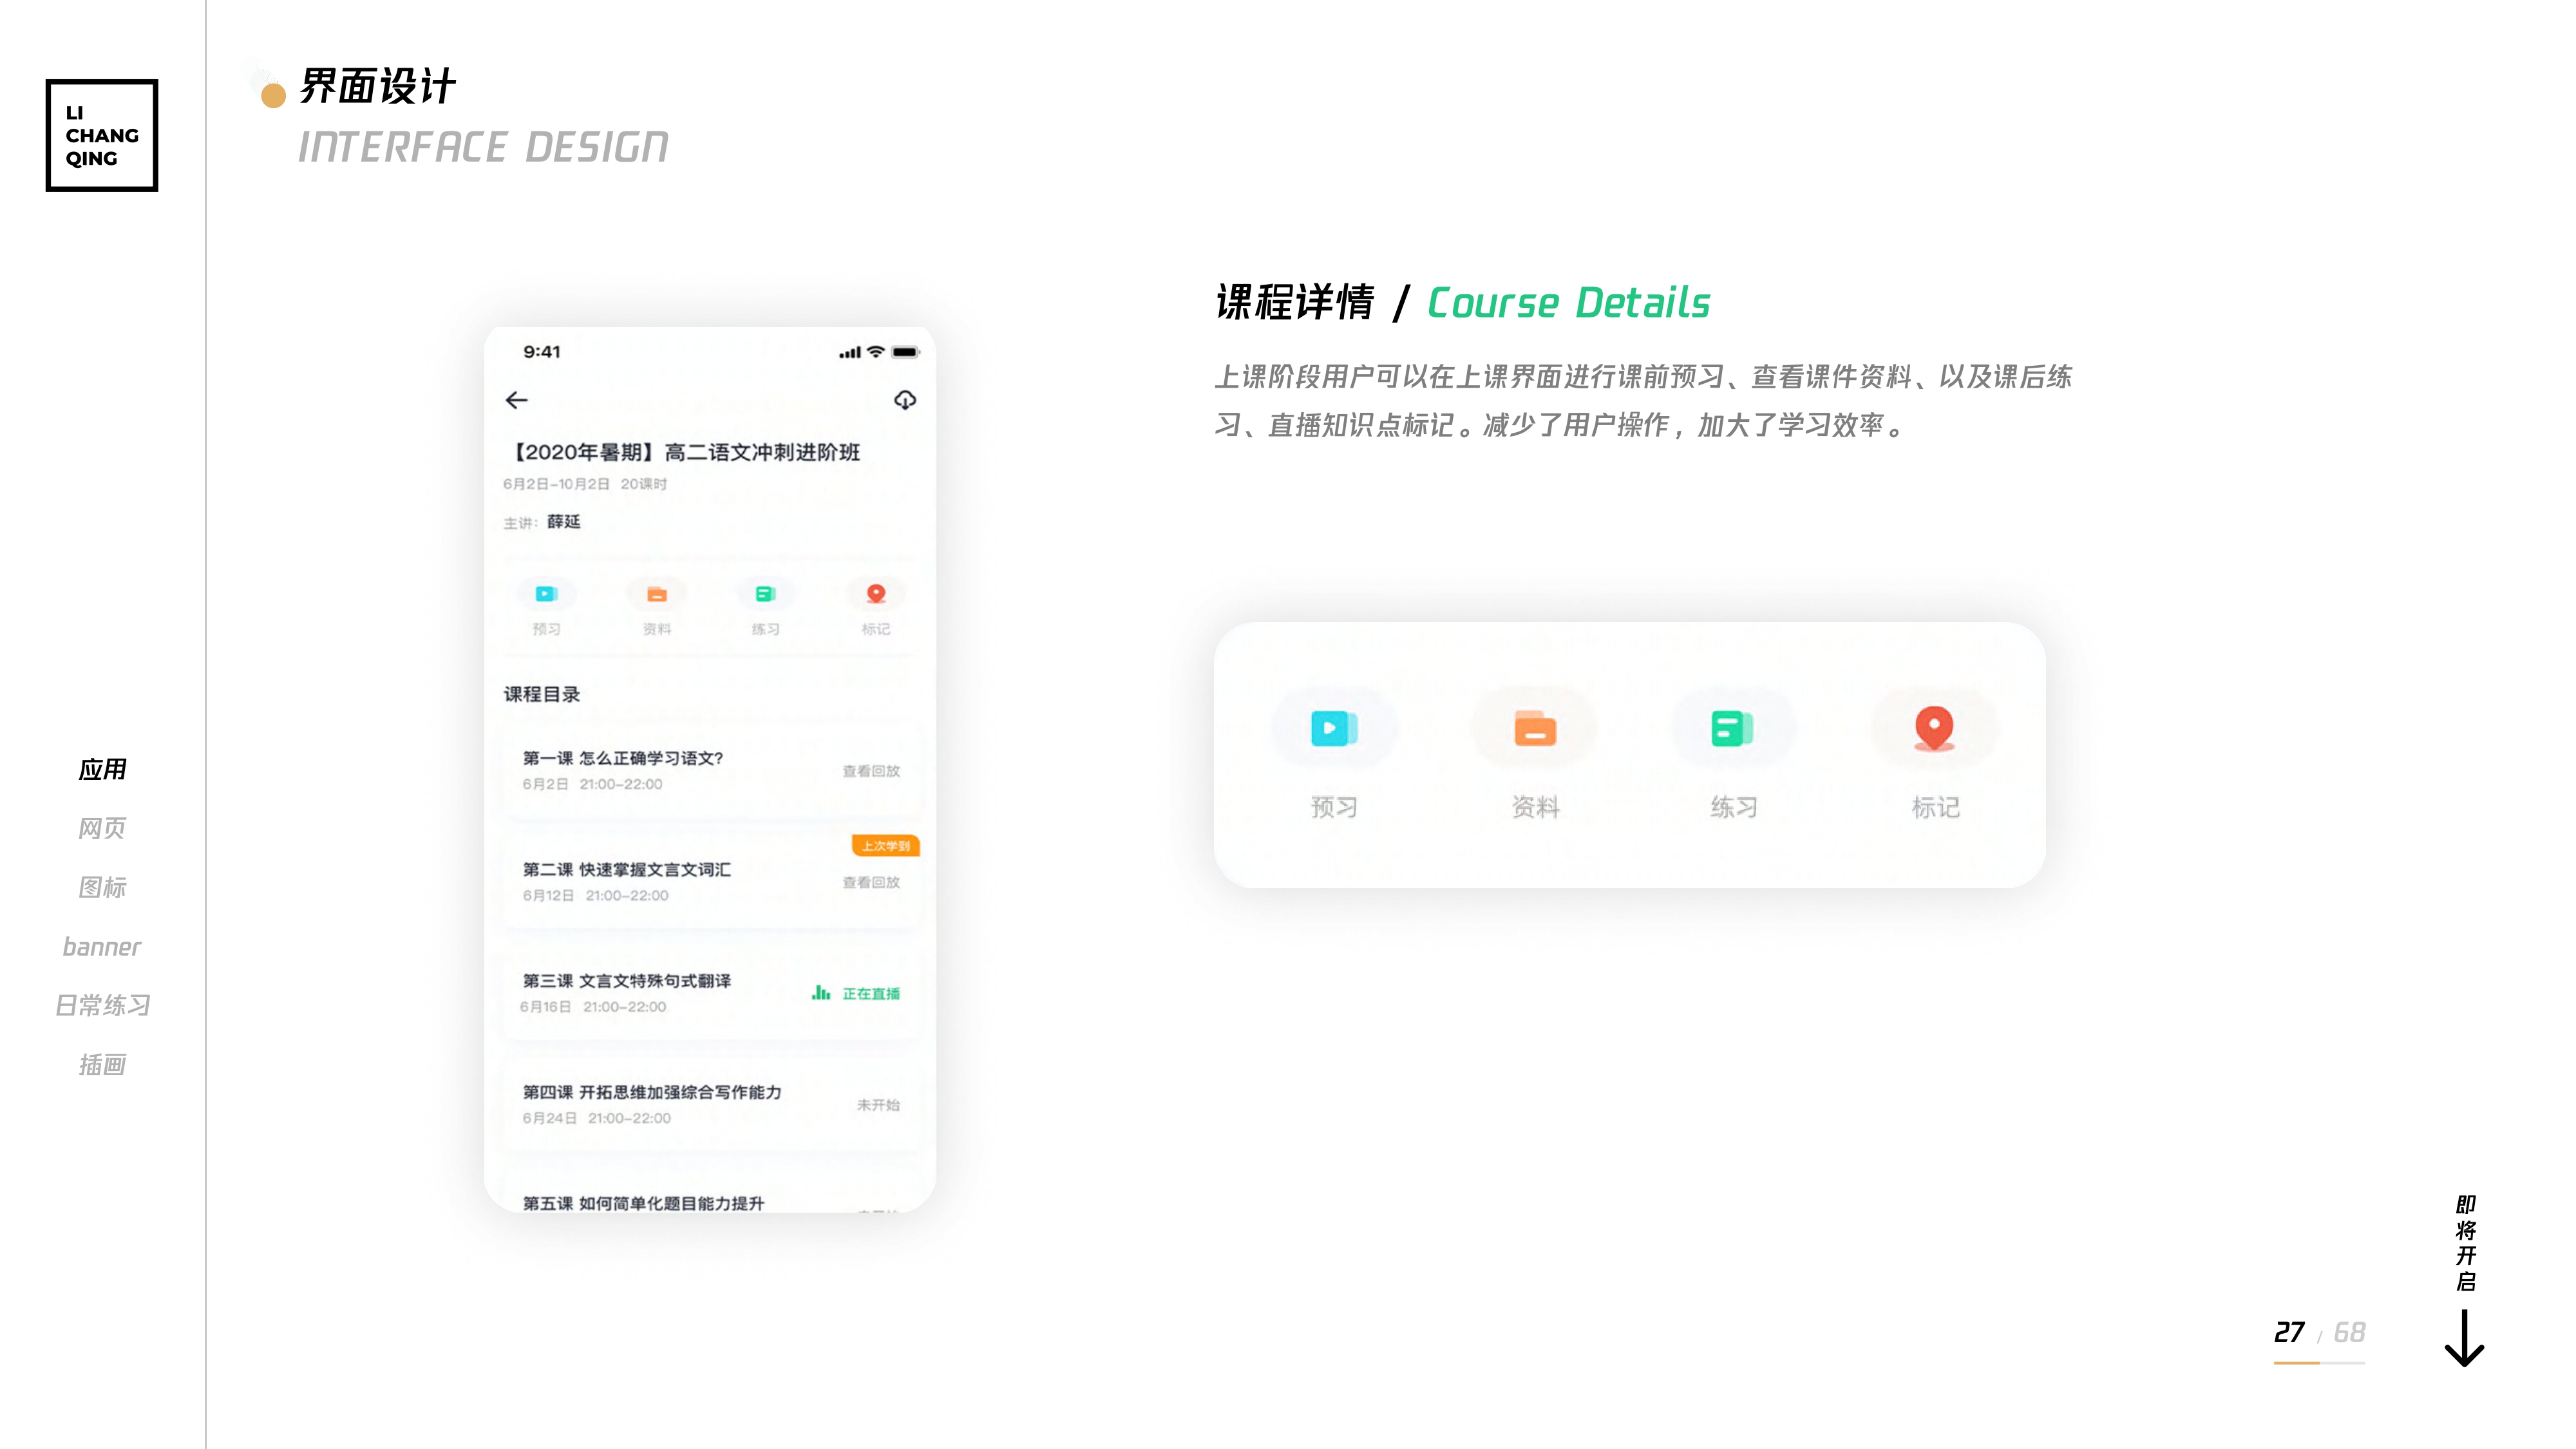 LI
CHANG
QING
界面设计
INTERFACE DESIGN
应用
网页
图标
banner
日常练习
插画
9:41
【2020年暑期】高二语文冲刺进阶班
6月2日-10月2日 20课时
主讲：薛延
预习 资料 练习 标记
课程目录
第一课 怎么正确学习语文?
6月2日 21:00-22:00
查看回放
上次学到
第二课 快速掌握文言文词汇
6月12日 21:00-22:00
查看回放
第三课 文言文特殊句式翻译
6月16日 21:00-22:00
正在直播
第四课 开拓思维加强综合写作能力
6月24日 21:00-22:00
未开始
第五课 如何简单化题目能力提升
课程详情 / Course Details
上课阶段用户可以在上课界面进行课前预习、查看课件资料、以及课后练
习、直播知识点标记。减少了用户操作，加大了学习效率。
预习 资料 练习 标记
即将开启
27 / 68